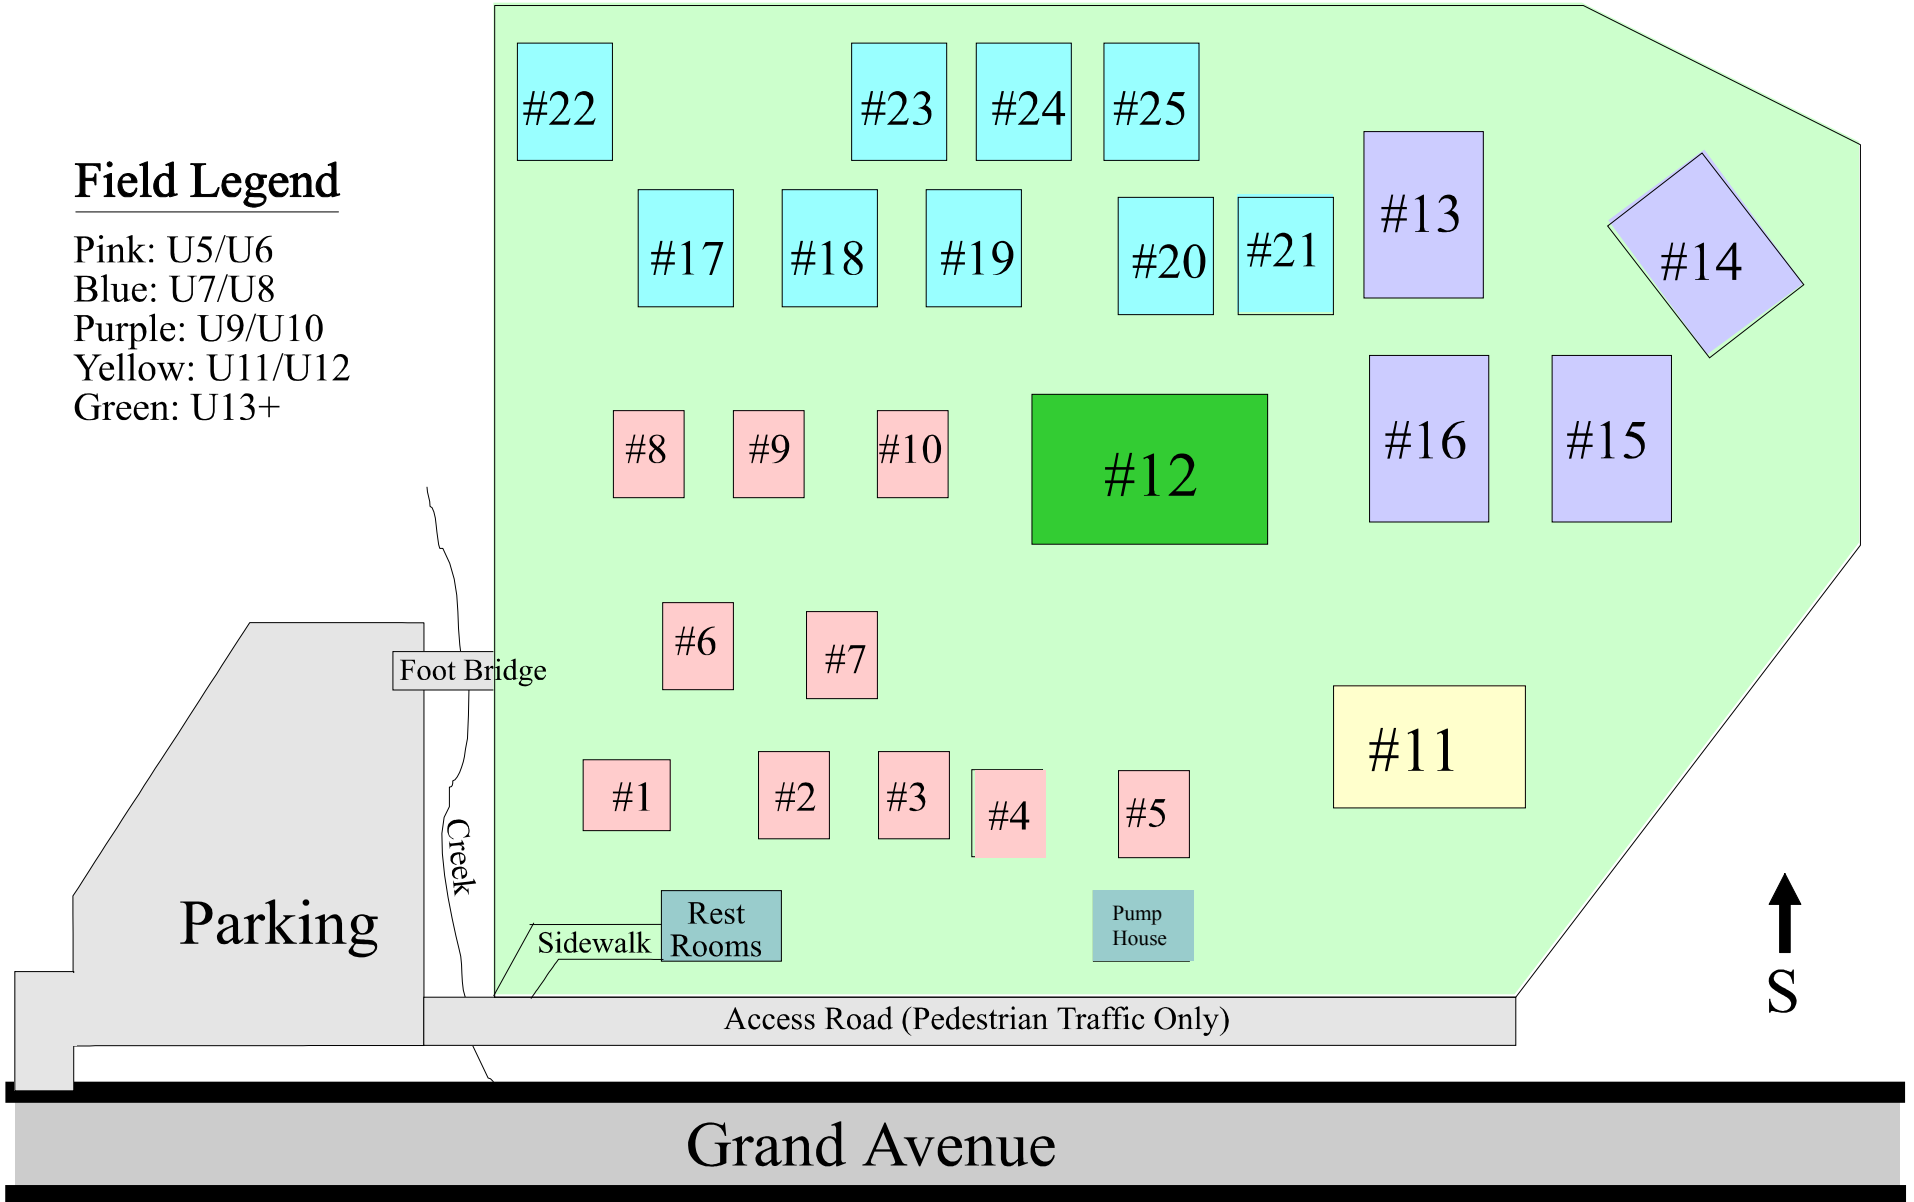 #22
#23
#24
#25
Field Legend
Pink: U5/U6
Blue: U7/U8
Purple: U9/U10
Yellow: U11/U12
Green: U13+
#17
#18
#19
#20
#21
#13
#14
#8
#9
#10
#12
#16
#15
#6
#7
Foot Bridge
#11
#1
#2
#3
#4
#5
Creek
Parking
Rest
Rooms
Sidewalk
Pump
House
S
Access Road (Pedestrian Traffic Only)
Grand Avenue